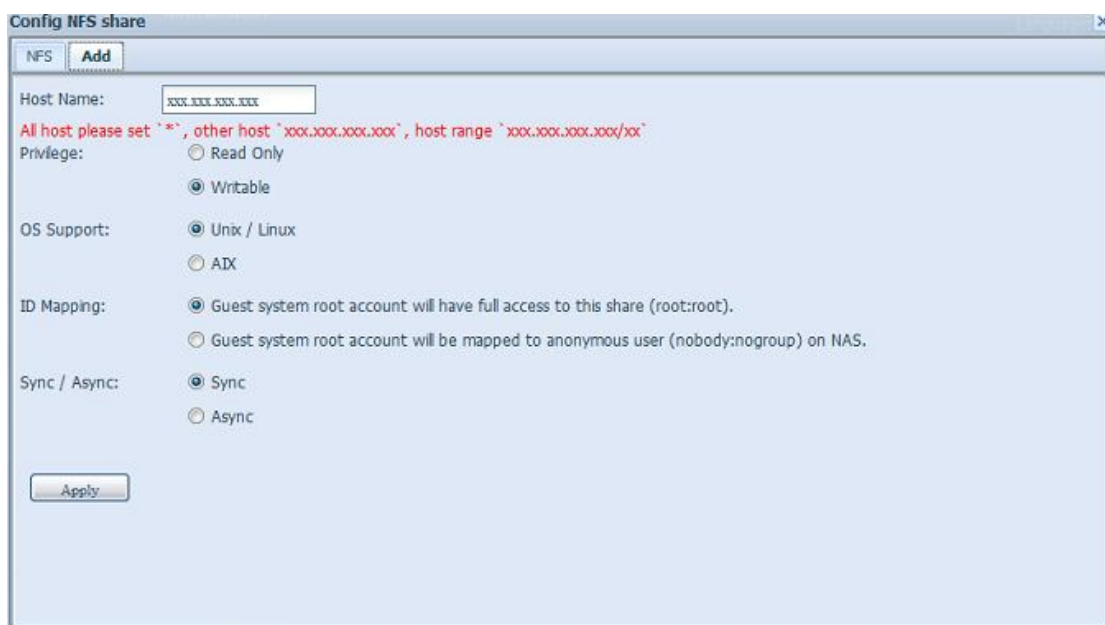 Config NFS share
NFS Add
Host Name: xxx.xxx.xxx.xxx
All host please set `*`, other host `xxx.xxx.xxx.xxx`, host range `xxx.xxx.xxx.xxx/xx`
Privilege: Read Only
Writable
OS Support: Unix / Linux
AIX
ID Mapping: Guest system root account will have full access to this share (root:root).
Guest system root account will be mapped to anonymous user (nobody:nogroup) on NAS.
Sync / Async: Sync
Async
Apply